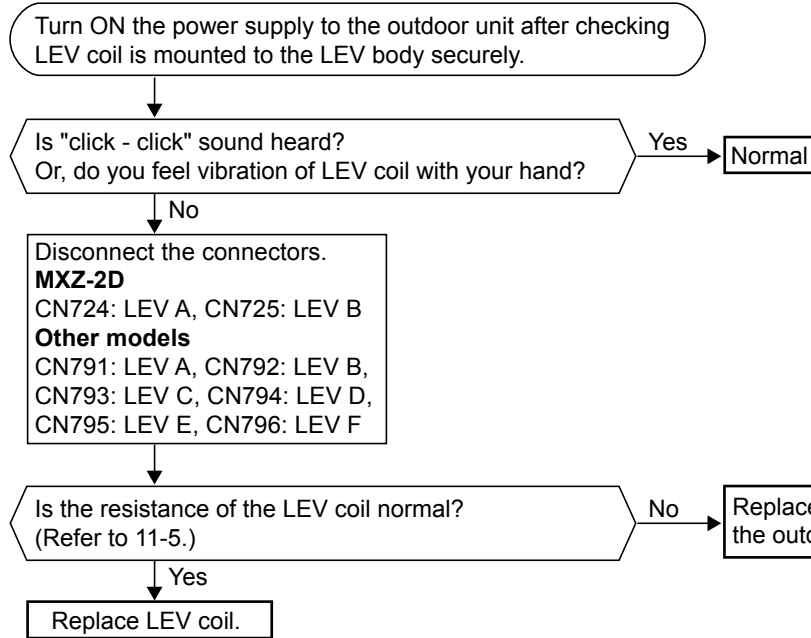 Turn ON the power supply to the outdoor unit after checking
LEV coil is mounted to the LEV body securely.
Is "click - click" sound heard?
Or, do you feel vibration of LEV coil with your hand?
Yes
Normal
No
Disconnect the connectors.
MXZ-2D
CN724: LEV A, CN725: LEV B
Other models
CN791: LEV A, CN792: LEV B,
CN793: LEV C, CN794: LEV D,
CN795: LEV E, CN796: LEV F
Is the resistance of the LEV coil normal?
(Refer to 11-5.)
No
Replace
the
Yes
Replace LEV coil.